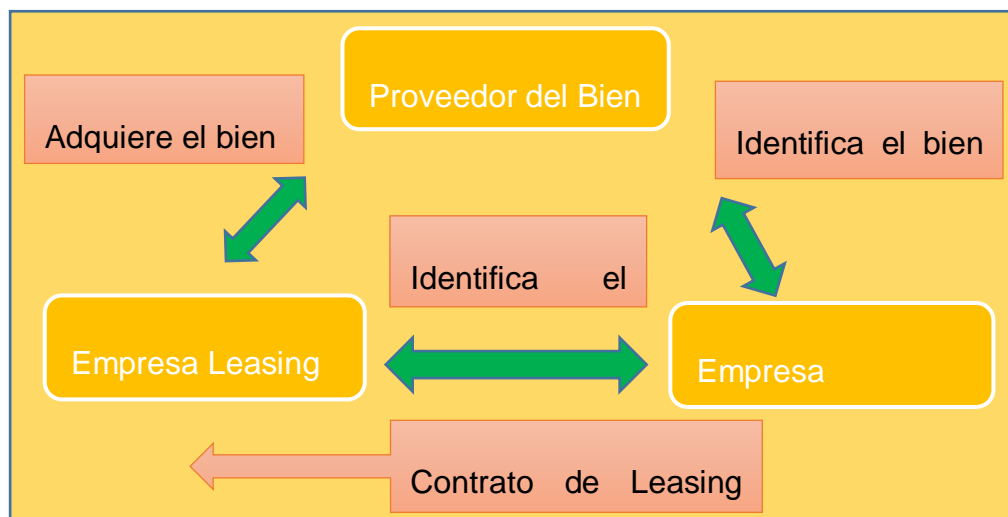 Proveedor del Bien
Adquiere el bien
Identifica el bien
Identifica el
Empresa Leasing
Empresa
Contrato de Leasing